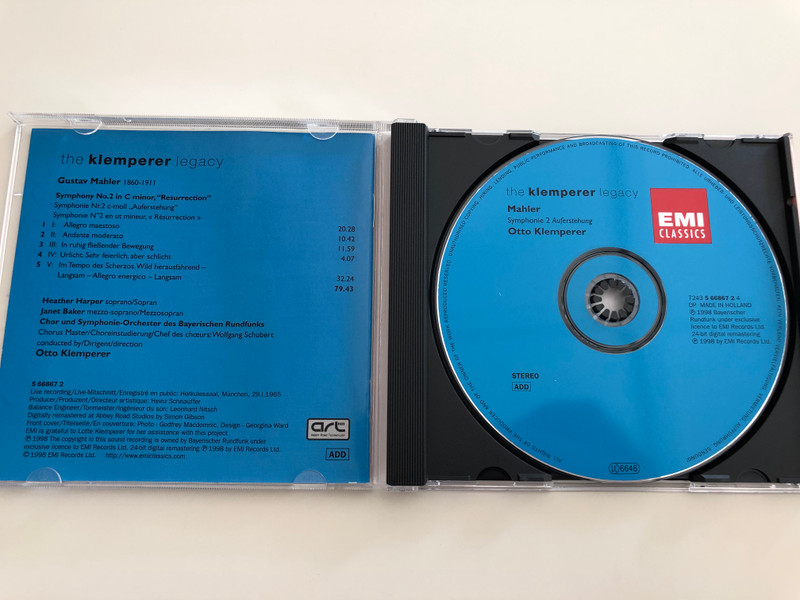 the klemperer legacy
Gustav Mahler 1860-1911
Symphony No.2 in C minor, "Resurrection"
Symphonie Nr.2 c-moll „Auferstehung"
Symphonie N°2 en ut mineur, « Résurrection »
1 I: Allegro maestoso 20.28
2 II: Andante moderato 10.42
3 III: In ruhig fließender Bewegung 11.59
4 IV: Urlicht. Sehr feierlich, aber schlicht 4.07
5 V: Im Tempo des Scherzos. Wild herausfahrend –
Langsam – Allegro energico – Langsam 32.24
79.43
Heather Harper soprano/Sopran
Janet Baker mezzo-soprano/Mezzosopran
Chor und Symphonie-Orchester des Bayerischen Rundfunks
Chorus Master/Choreinstudierung/Chef des chœurs: Wolfgang Schubert
conducted by/Dirigent/direction
Otto Klemperer
5 66867 2
Live recording/Live-Mitschnitt/Enregistré en public: Herkulessaal, München, 29.I.1965
Producer/Produzent/Directeur artistique: Heinz Schnauffer
Balance Engineer/Tonmeister/Ingénieur du son: Leonhard
Digitally remastered at Abbey Road Studios by Simon Gibson
Front cover/Titelseite/En couverture: Photo · Godfrey Macdomnic. Design · Georgina Ward
EMI is grateful to Lotte Klemperer for her assistance with this project.
℗ 1998 The copyright in this sound recording is owned by Bayerischer Rundfunk under
exclusive licence to EMI Records Ltd. 24-bit digital remastering ℗ 1998 by EMI Records Ltd.
© 1998 EMI Records Ltd. http://www.emiclassics.com
art
ADD
the klemperer legacy
Mahler
Symphonie 2 Auferstehung
Otto Klemperer
EMI
CLASSICS
7243 5 66867 2 4
DP MADE IN HOLLAND
℗ 1998 Bayerischer
Rundfunk under exclusive
licence to EMI Records Ltd.
24-bit digital remastering
℗ 1998 by EMI Records Ltd.
STEREO
ADD
LC 6646